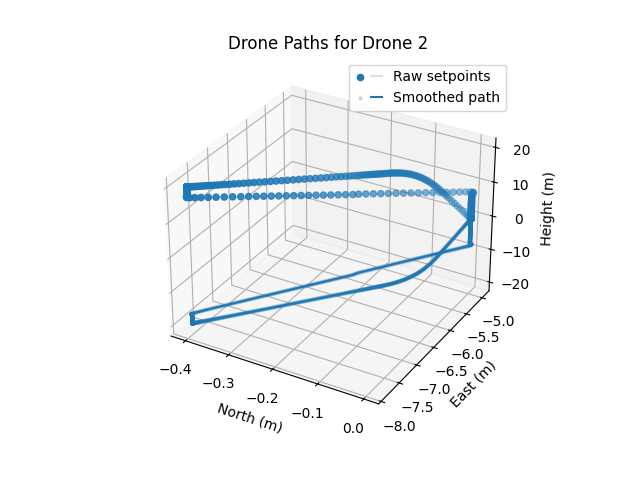 Drone Paths for Drone 2
Raw setpoints
Smoothed path
20
10
0
−10
−20
Height (m)
−5.0
−5.5
−6.0
−6.5
−7.0
−7.5
−8.0
East (m)
−0.4
−0.3
−0.2
−0.1
0.0
North (m)